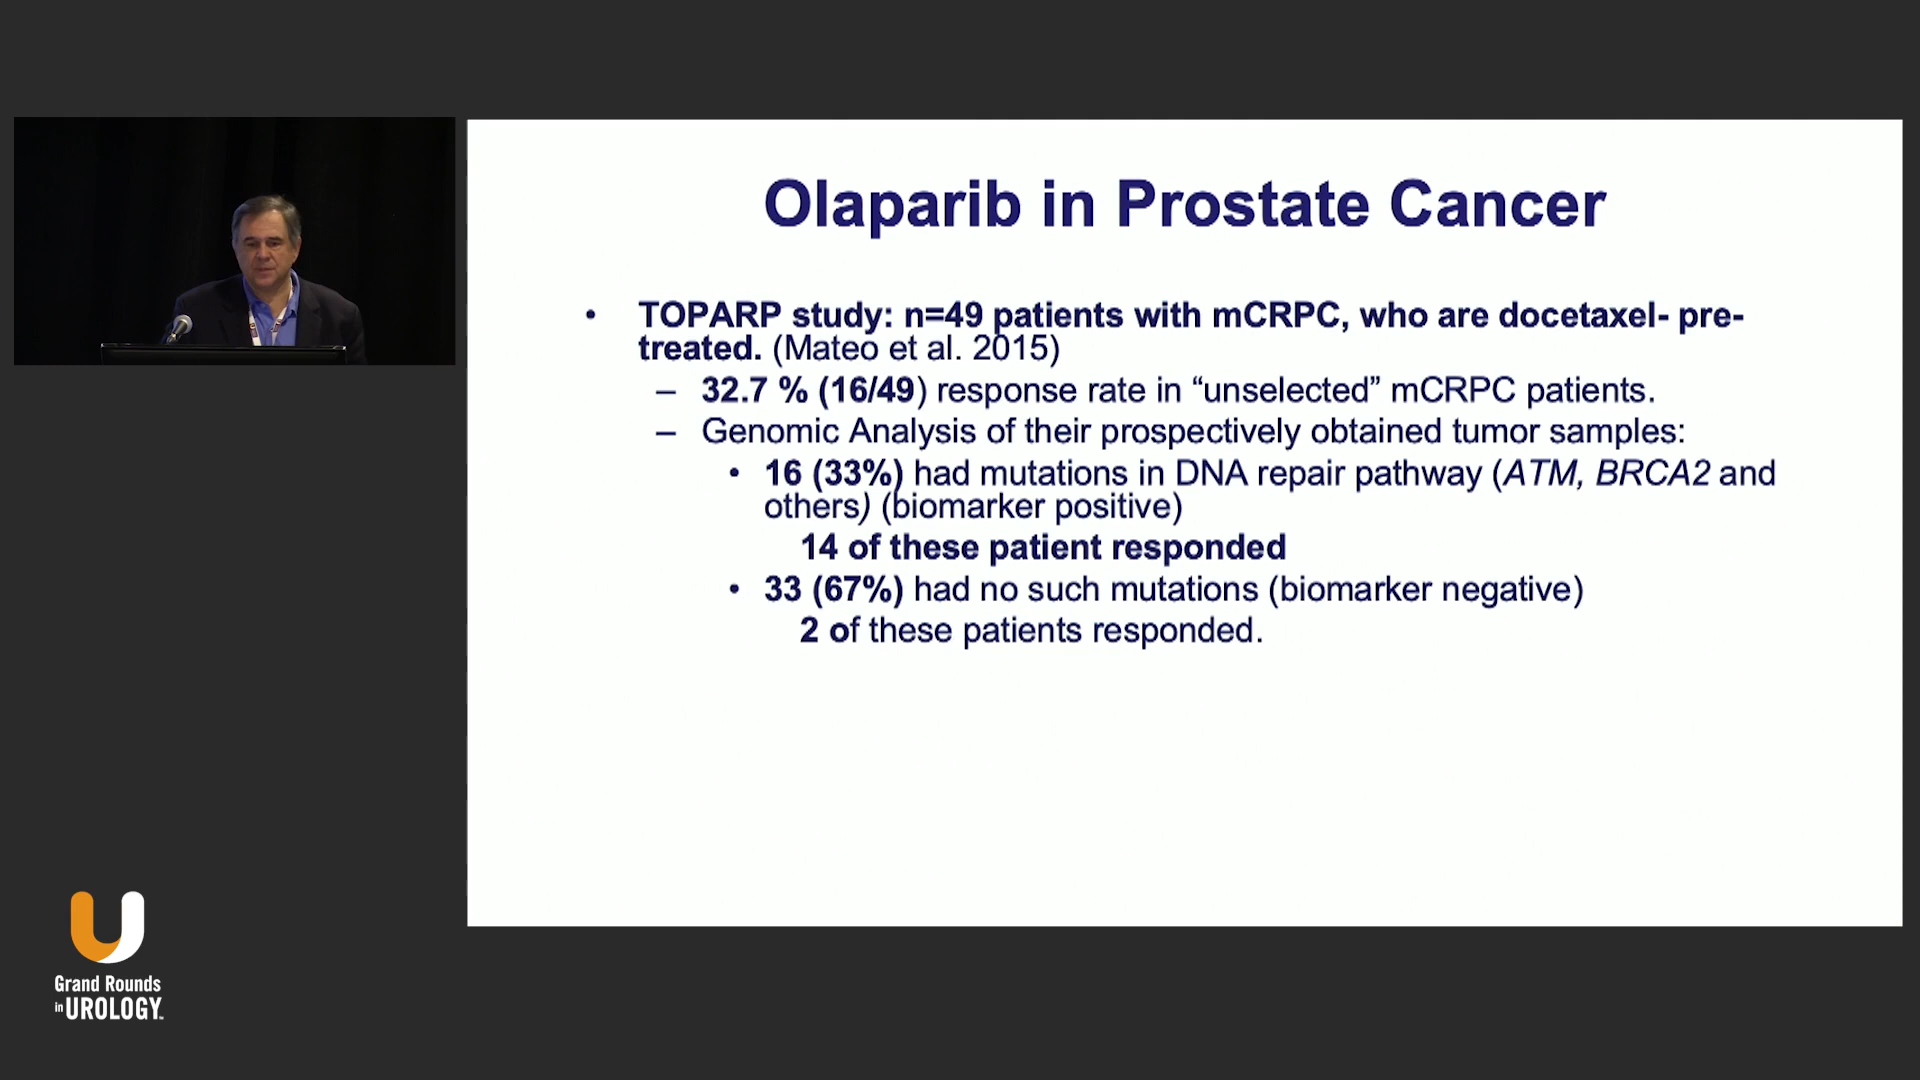 Olaparib in Prostate Cancer
• TOPARP study: n=49 patients with mCRPC, who are docetaxel- pre-
treated. (Mateo et al. 2015)
– 32.7 % (16/49) response rate in “unselected” mCRPC patients.
– Genomic Analysis of their prospectively obtained tumor samples:
• 16 (33%) had mutations in DNA repair pathway (ATM, BRCA2 and
others) (biomarker positive)
14 of these patient responded
• 33 (67%) had no such mutations (biomarker negative)
2 of these patients responded.
Grand Rounds
in UROLOGY™